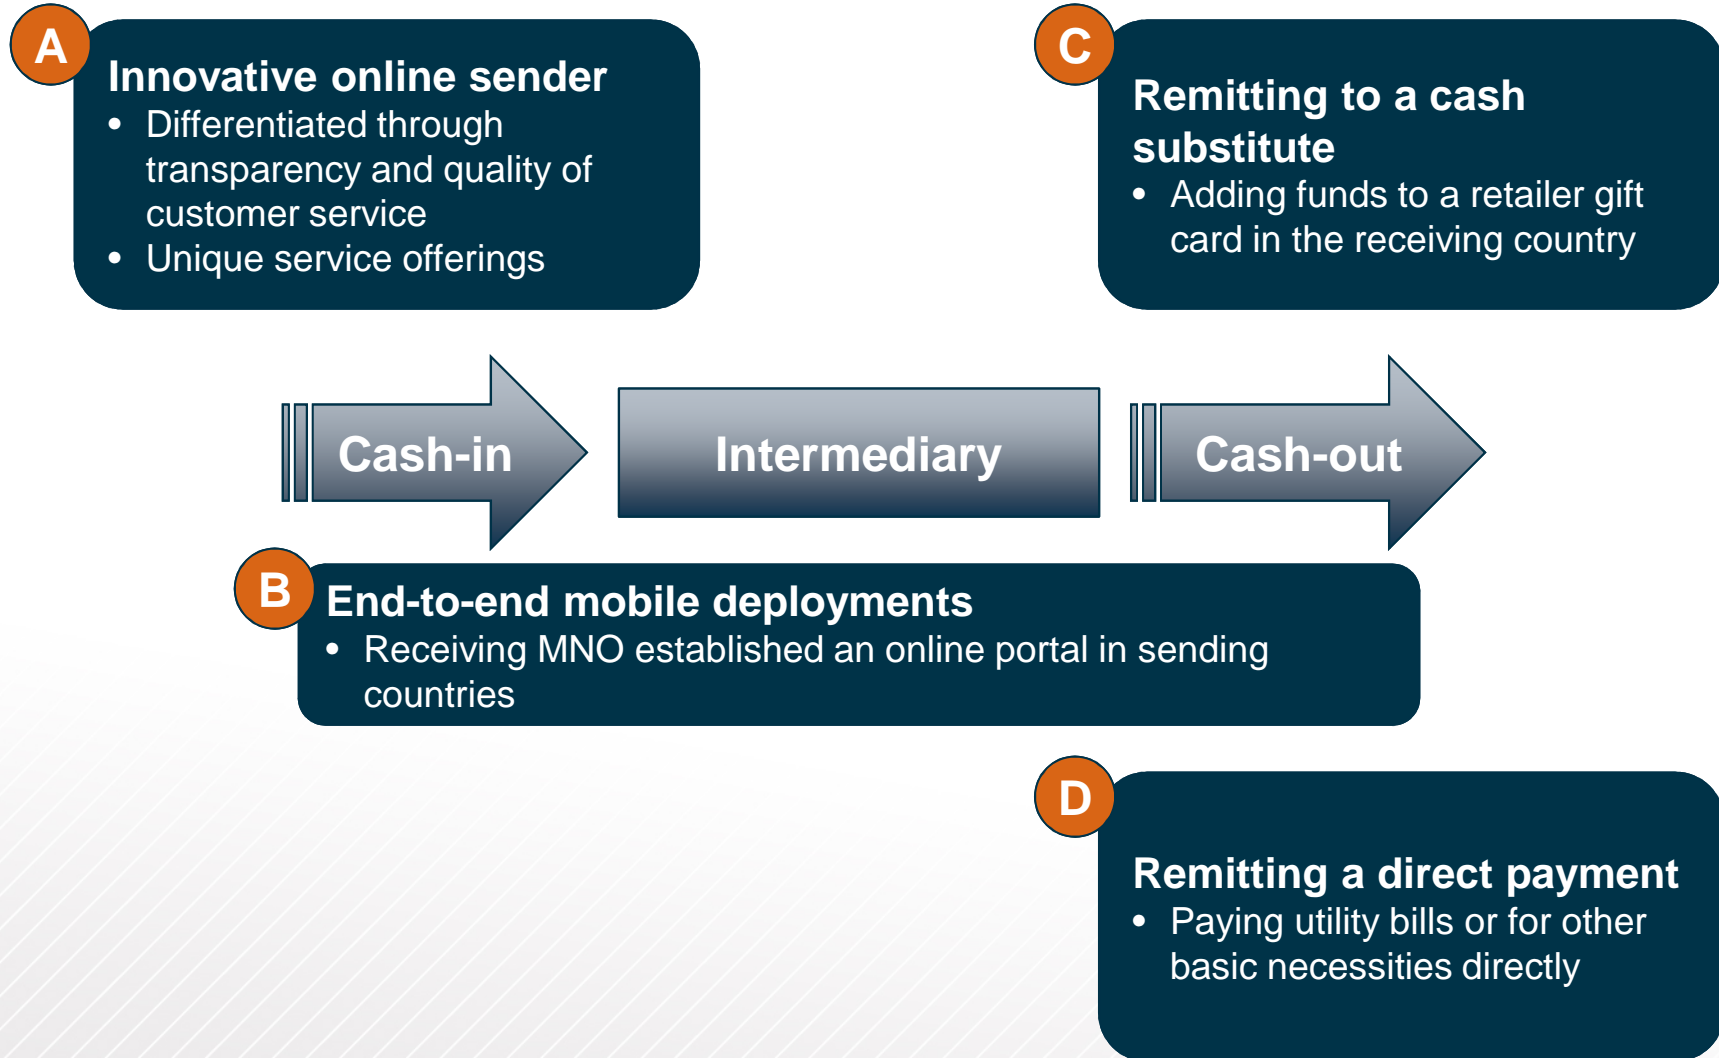 A
Innovative online sender
• Differentiated through
transparency and quality of
customer service
• Unique service offerings
C
Remitting to a cash
substitute
• Adding funds to a retailer gift
card in the receiving country
Cash-in
Intermediary
Cash-out
B
End-to-end mobile deployments
• Receiving MNO established an online portal in sending
countries
D
Remitting a direct payment
• Paying utility bills or for other
basic necessities directly